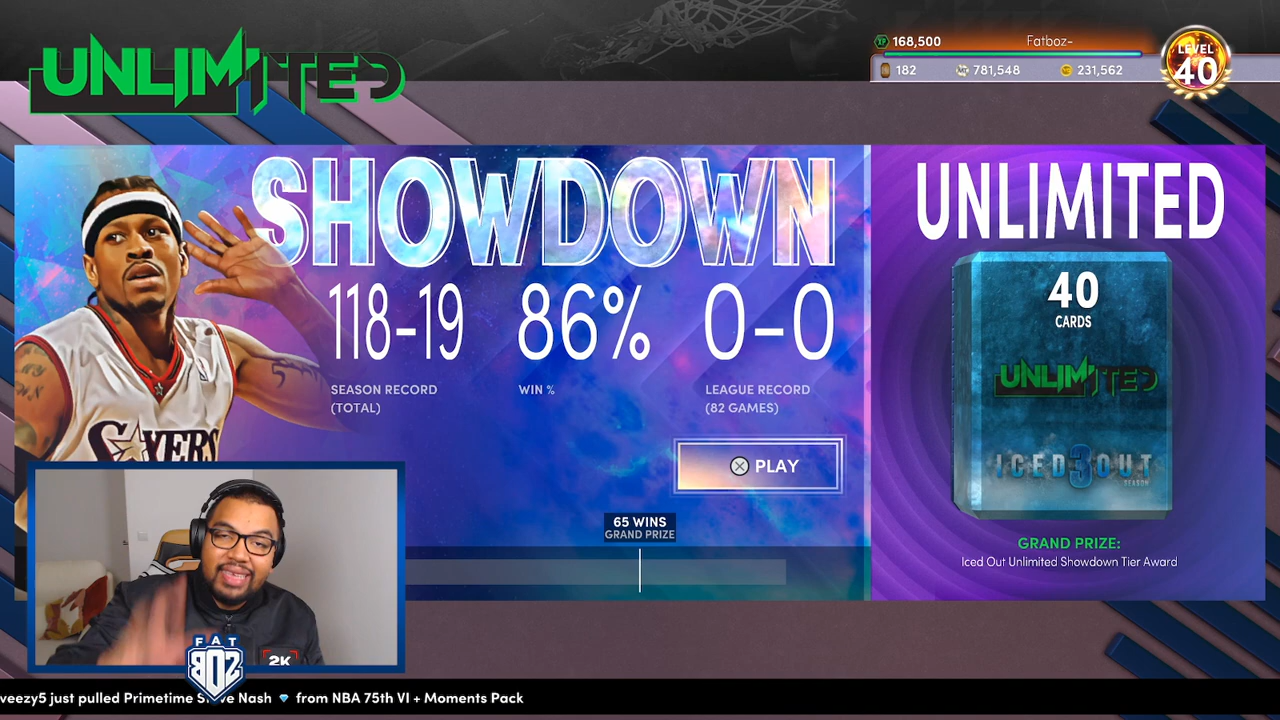 UNLIMITED
XP 168,500
Fatboz-
182 781,548 231,562
LEVEL
40
SHOWDOWN
118-19 86% 0-0
SEASON RECORD
(TOTAL)
WIN %
LEAGUE RECORD
(82 GAMES)
PLAY
65 WINS
GRAND PRIZE
UNLIMITED
40
CARDS
UNLIMITED
ICED 3 OUT
SEASON
GRAND PRIZE:
Iced Out Unlimited Showdown Tier Award
SIXERS
FAT
BOZ
2K
veezy5 just pulled Primetime Steve Nash from NBA 75th VI + Moments Pack